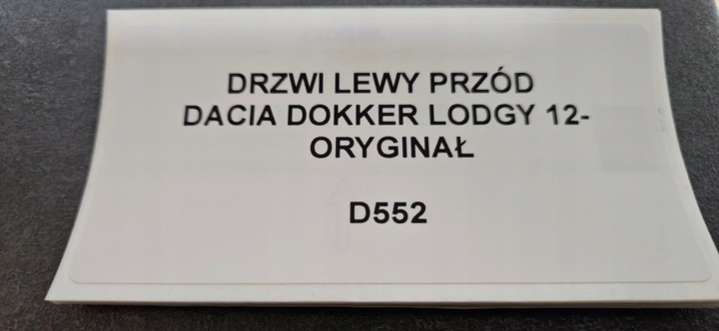 DRZWI LEWY PRZÓD
DACIA DOKKER LODGY 12-
ORYGINAŁ
D552